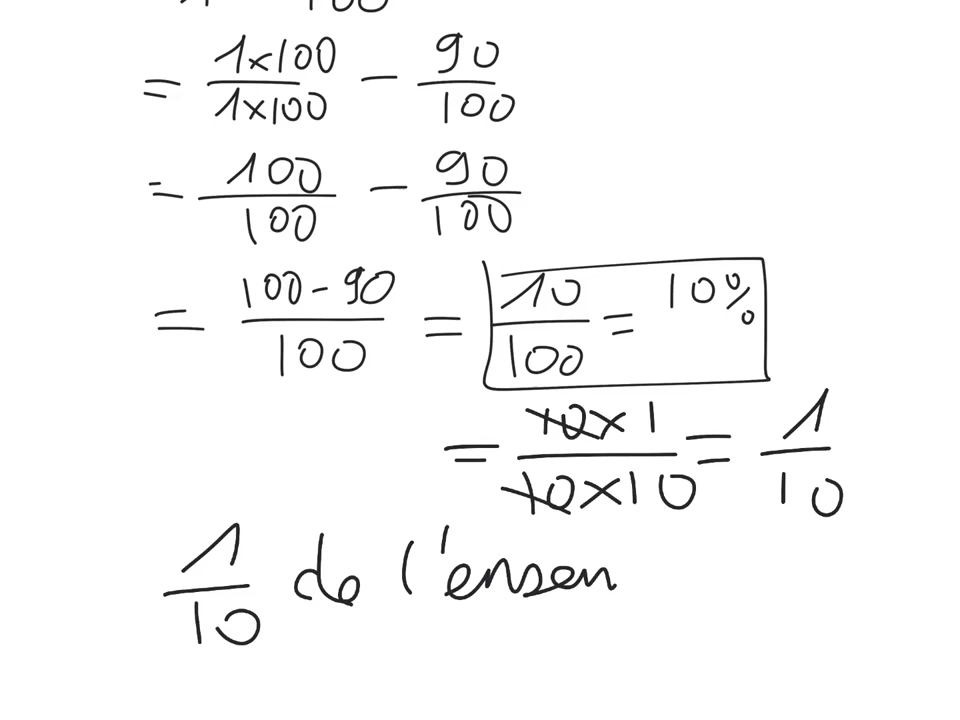 = 1×100/1×100 − 90/100
= 100/100 − 90/100
= 100-90/100 = 10/100 = 10%
= 10×1/10×10 = 1/10
1/10 de l'ensen